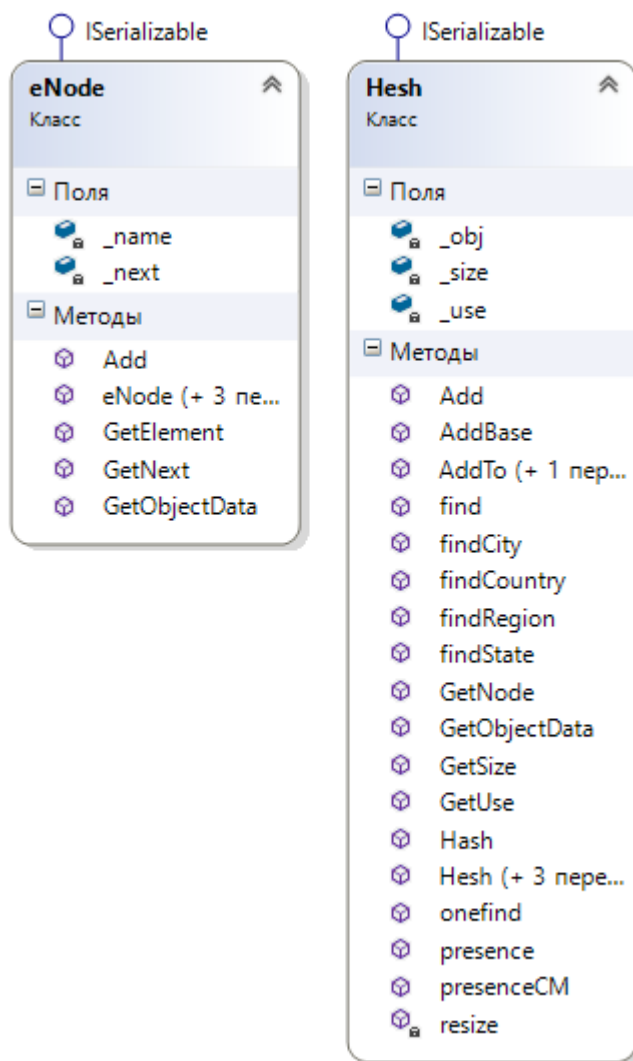 ISerializable
eNode
Класс
Поля
_name
_next
Методы
Add
eNode (+ 3 пе...
GetElement
GetNext
GetObjectData
ISerializable
Hesh
Класс
Поля
_obj
_size
_use
Методы
Add
AddBase
AddTo (+ 1 пер...
find
findCity
findCountry
findRegion
findState
GetNode
GetObjectData
GetSize
GetUse
Hash
Hesh (+ 3 пере...
onefind
presence
presenceCM
resize